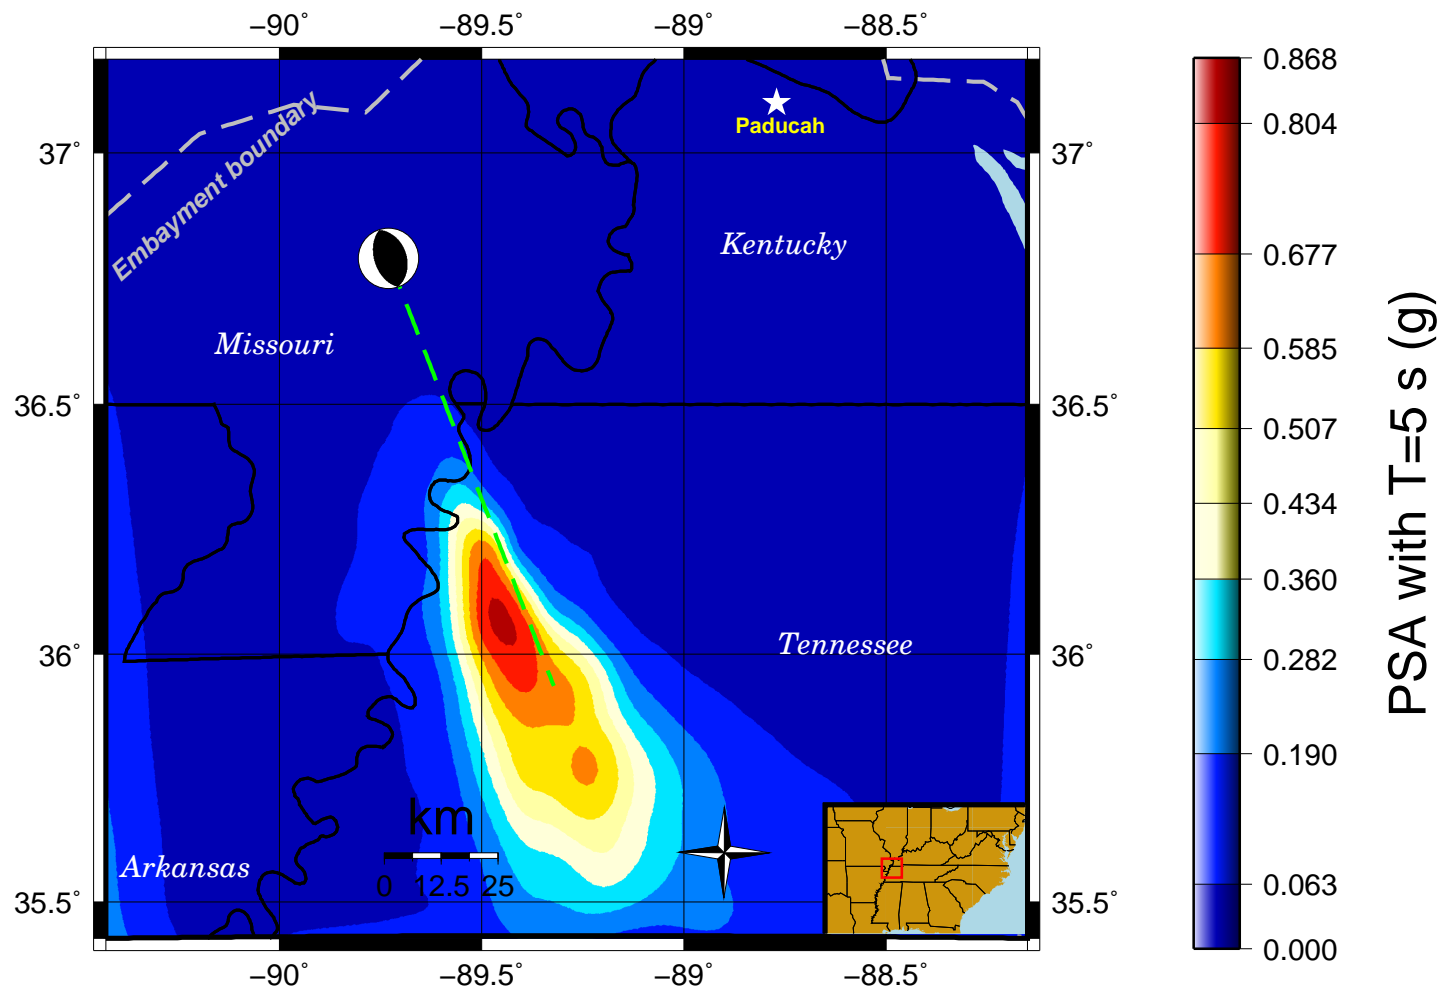 −90˚ −89.5˚ −89˚ −88.5˚
Embayment boundary
Paducah
37˚ 37˚
Kentucky
Missouri
36.5˚ 36.5˚
36˚ 36˚
Tennessee
km
0 12.5 25
Arkansas
35.5˚ 35.5˚
−90˚ −89.5˚ −89˚ −88.5˚
0.868
0.804
0.677
0.585
0.507
0.434
0.360
0.282
0.190
0.063
0.000
PSA with T=5 s (g)